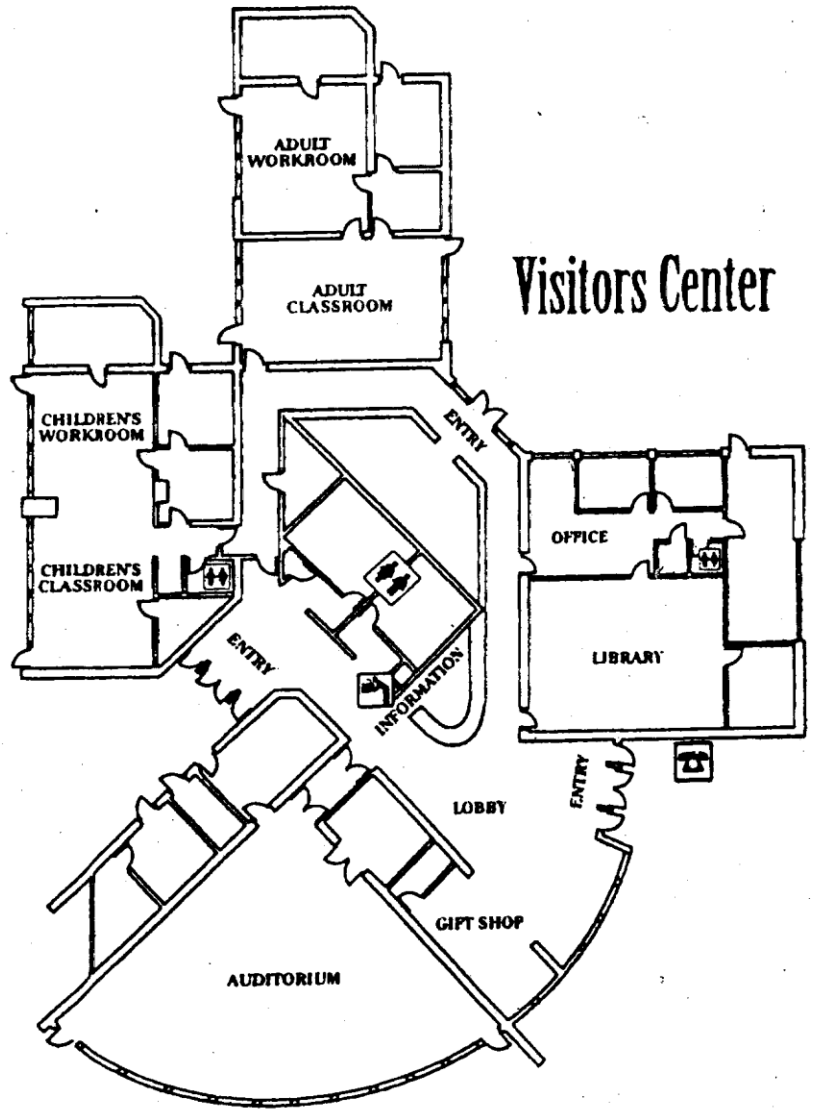 ADULT
WORKROOM
Visitors Center
ADULT
CLASSROOM
CHILDREN'S
WORKROOM
ENTRY
OFFICE
CHILDREN'S
CLASSROOM
ENTRY
LIBRARY
INFORMATION
ENTRY
LOBBY
GIFT SHOP
AUDITORIUM